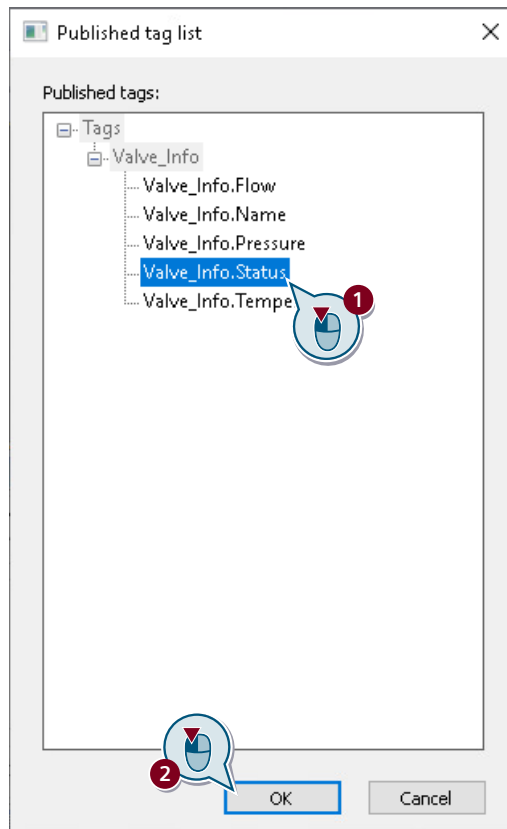 Published tag list
Published tags:
Tags
Valve_Info
Valve_Info.Flow
Valve_Info.Name
Valve_Info.Pressure
Valve_Info.Status
1
Valve_Info.Tempe
2
OK
Cancel